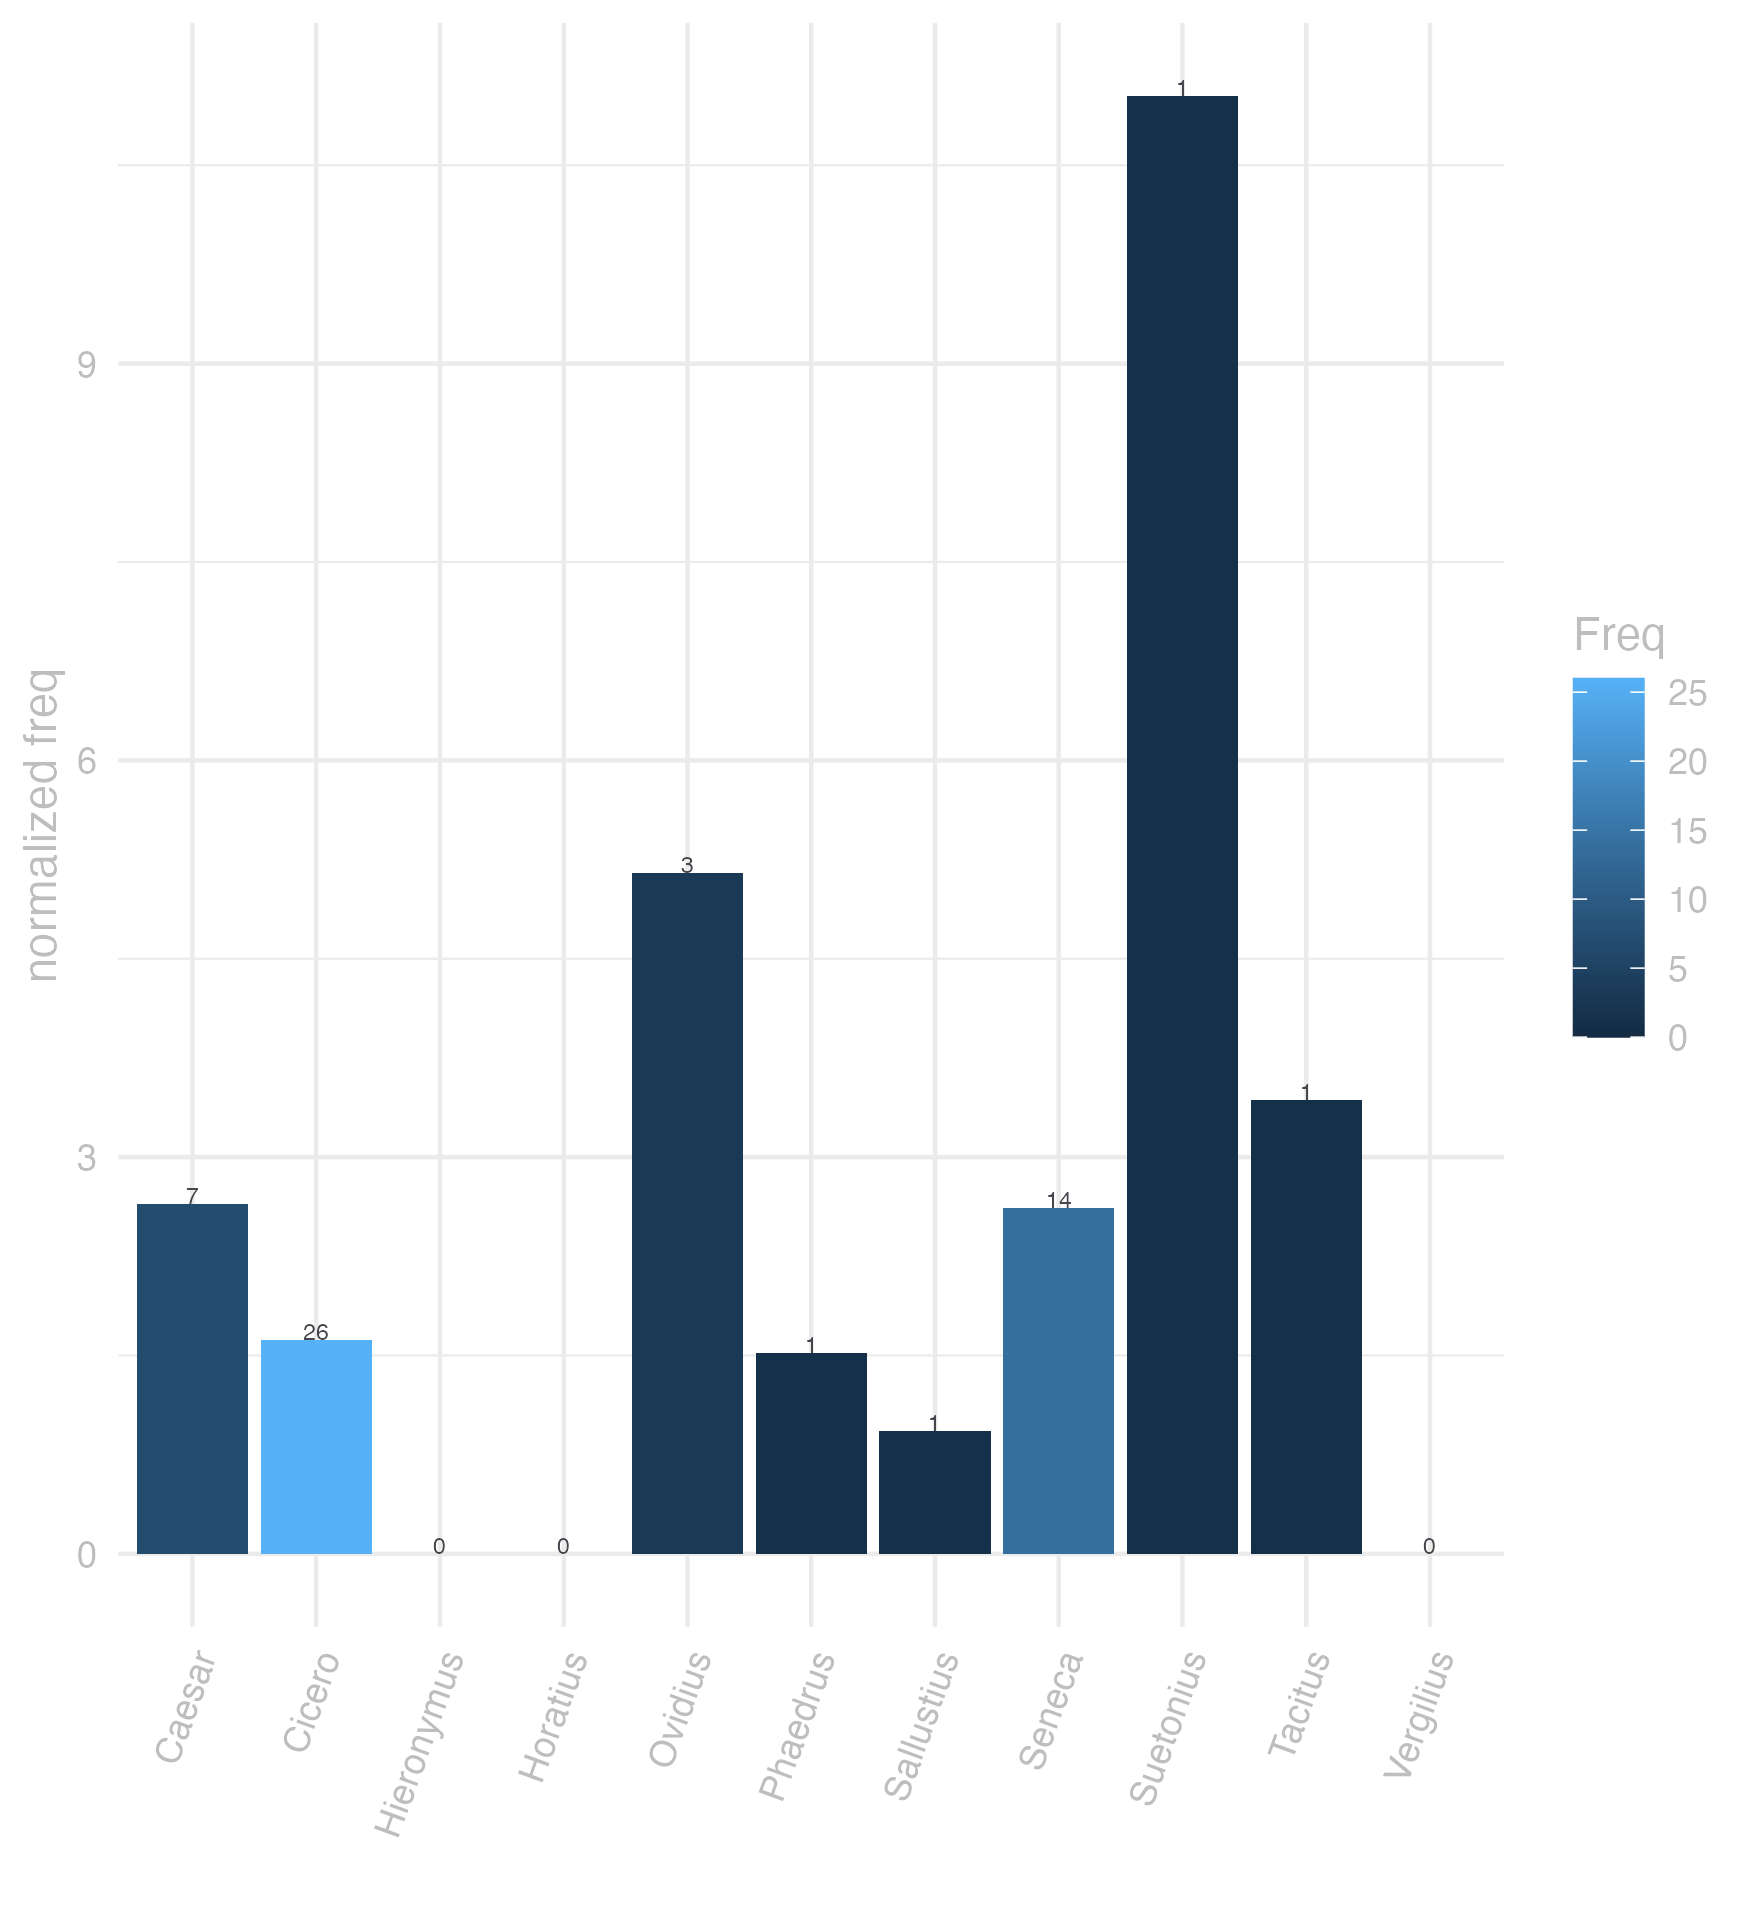 1
9
6
3
0
normalized freq
7
26
0
0
3
1
1
14
1
0
Freq
25
20
15
10
5
0
Caesar
Cicero
Hieronymus
Horatius
Ovidius
Phaedrus
Sallustius
Seneca
Suetonius
Tacitus
Vergilius